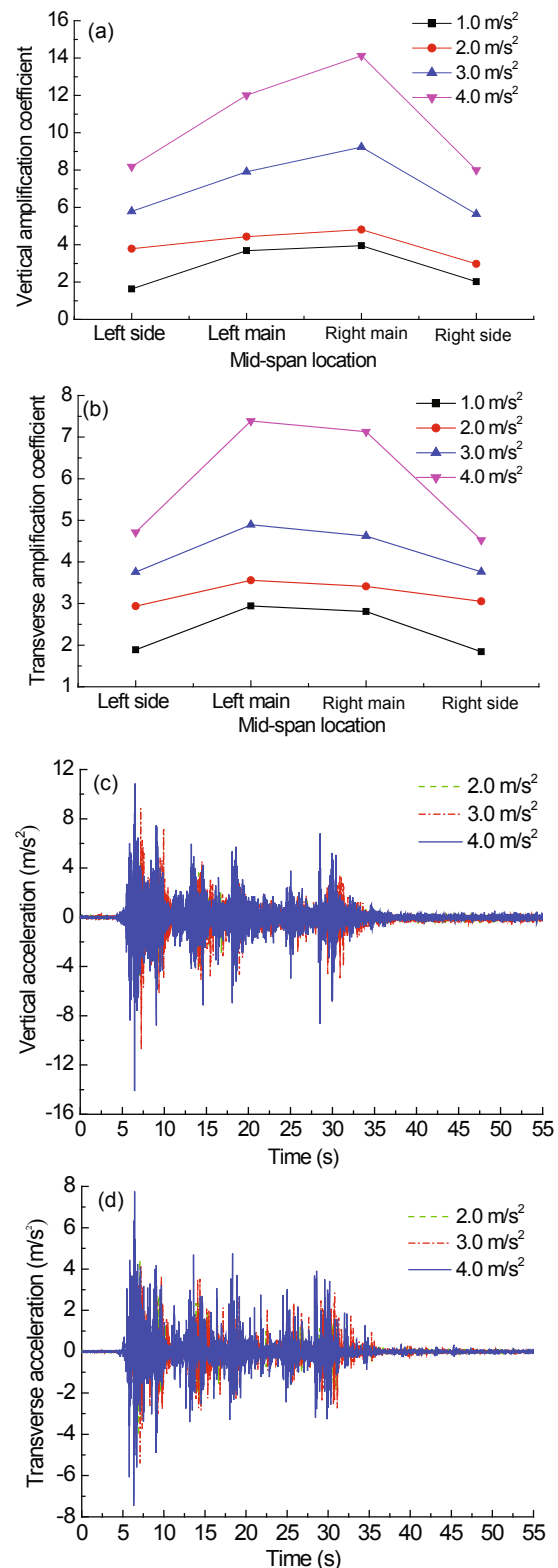 (a)
1.0 m/s²
2.0 m/s²
3.0 m/s²
4.0 m/s²
16
14
12
10
8
6
4
2
0
Vertical amplification coefficient
Left side Left main Right main Right side
Mid-span location
(b)
1.0 m/s²
2.0 m/s²
3.0 m/s²
4.0 m/s²
8
7
6
5
4
3
2
1
Transverse amplification coefficient
Left side Left main Right main Right side
Mid-span location
(c)
2.0 m/s²
3.0 m/s²
4.0 m/s²
12
8
4
0
-4
-8
-12
-16
Vertical acceleration (m/s²)
0 5 10 15 20 25 30 35 40 45 50 55
Time (s)
(d)
2.0 m/s²
3.0 m/s²
4.0 m/s²
8
6
4
2
0
-2
-4
-6
-8
Transverse acceleration (m/s²)
0 5 10 15 20 25 30 35 40 45 50 55
Time (s)